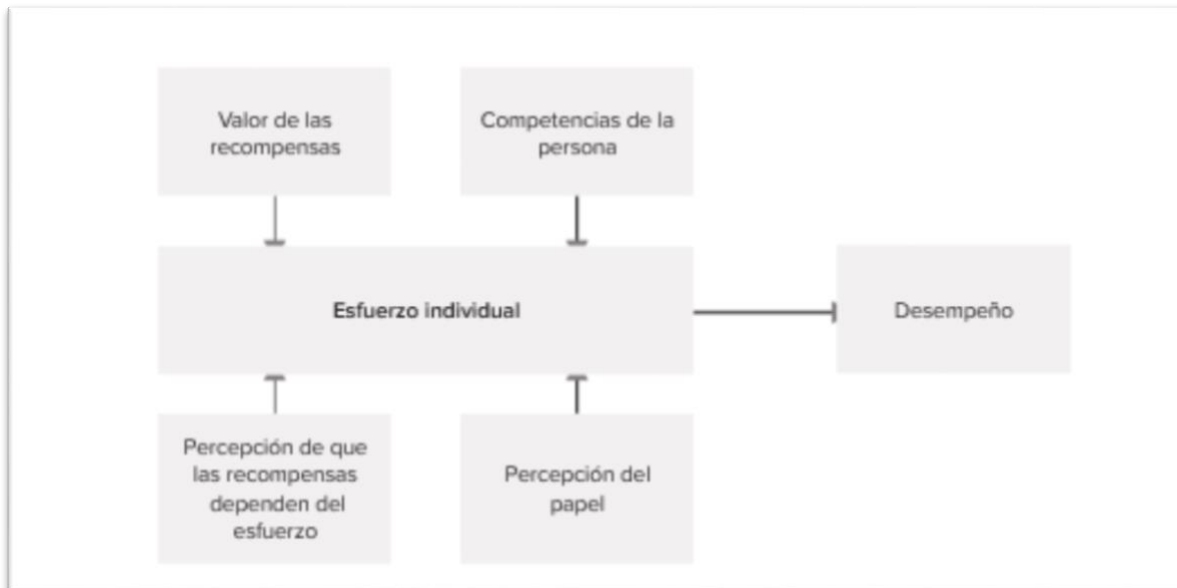 Valor de las
recompensas
Competencias de la
persona
Esfuerzo individual
Desempeño
Percepción de que
las recompensas
dependen del
esfuerzo
Percepción del
papel